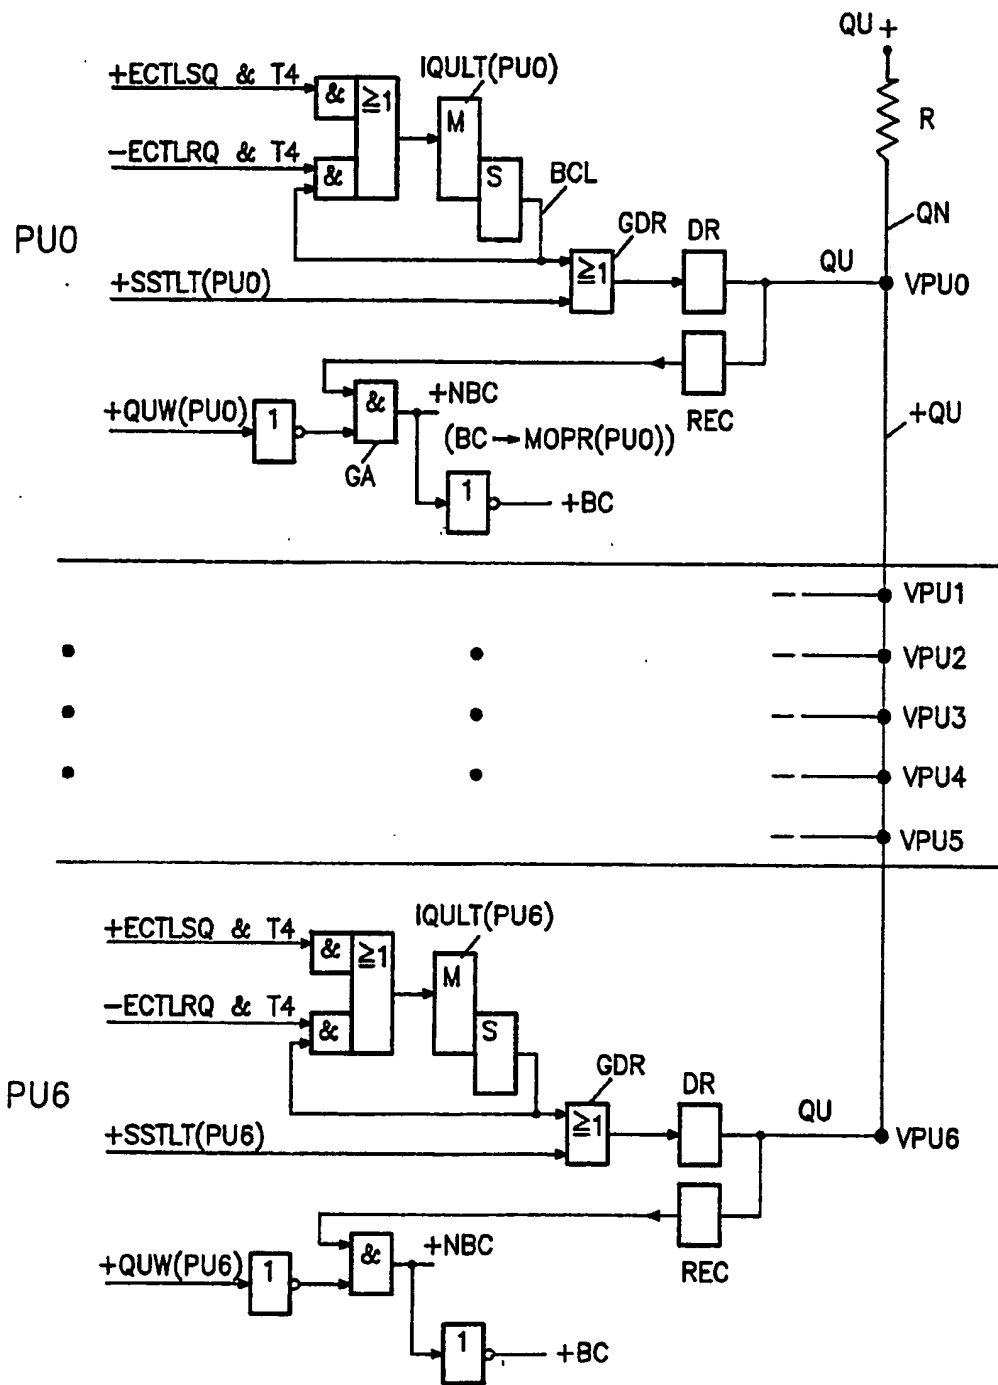 QU +
R
QN
+ECTLSQ & T4
&
≧1
IQULT(PU0)
M
S
BCL
-ECTLRQ & T4
&
PU0
+SSTLT(PU0)
GDR
≧1
DR
QU
VPU0
REC
+QU
+QUW(PU0)
1
&
GA
+NBC
(BC→MOPR(PU0))
1
+BC
VPU1
VPU2
VPU3
VPU4
VPU5
+ECTLSQ & T4
&
≧1
IQULT(PU6)
M
S
-ECTLRQ & T4
&
PU6
+SSTLT(PU6)
GDR
≧1
DR
QU
VPU6
REC
+QUW(PU6)
1
&
+NBC
1
+BC